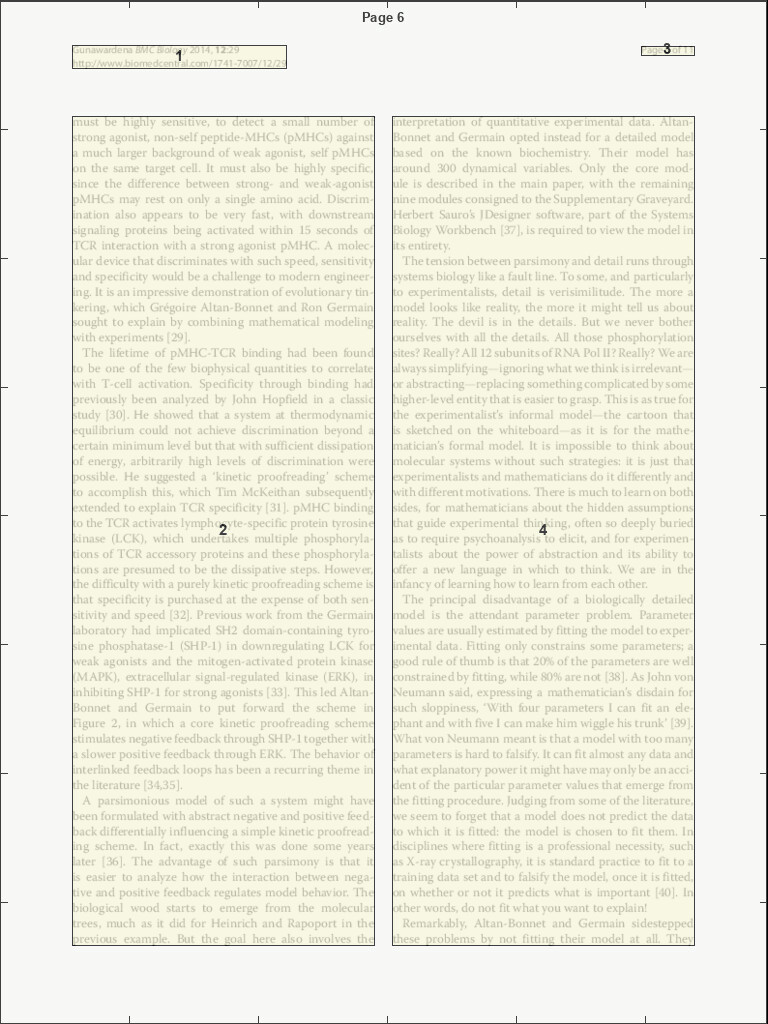 Page 6
Gunawardena BMC Biology 2014, 12:29
http://www.biomedcentral.com/1741-7007/12/29
1
Page of 11
3
must be highly sensitive, to detect a small number of
strong agonist, non-self peptide-MHCs (pMHCs) against
a much larger background of weak agonist, self pMHCs
on the same target cell. It must also be highly specific,
since the difference between strong- and weak-agonist
pMHCs may rest on only a single amino acid. Discrim-
ination also appears to be very fast, with downstream
signaling proteins being activated within 15 seconds of
TCR interaction with a strong agonist pMHC. A molec-
ular device that discriminates with such speed, sensitivity
and specificity would be a challenge to modern engineer-
ing. It is an impressive demonstration of evolutionary tin-
kering, which Grégoire Altan-Bonnet and Ron Germain
sought to explain by combining mathematical modeling
with experiments [29].
The lifetime of pMHC-TCR binding had been found
to be one of the few biophysical quantities to correlate
with T-cell activation. Specificity through binding had
previously been analyzed by John Hopfield in a classic
study [30]. He showed that a system at thermodynamic
equilibrium could not achieve discrimination beyond a
certain minimum level but that with sufficient dissipation
of energy, arbitrarily high levels of discrimination were
possible. He suggested a 'kinetic proofreading' scheme
to accomplish this, which Tim McKeithan subsequently
extended to explain TCR specificity [31]. pMHC binding
to the TCR activates lymphocyte-specific protein tyrosine
kinase (LCK), which undertakes multiple phosphoryla-
tions of TCR accessory proteins and these phosphoryla-
tions are presumed to be the dissipative steps. However,
the difficulty with a purely kinetic proofreading scheme is
that specificity is purchased at the expense of both sen-
sitivity and speed [32]. Previous work from the Germain
laboratory had implicated SH2 domain-containing tyro-
sine phosphatase-1 (SHP-1) in downregulating LCK for
weak agonists and the mitogen-activated protein kinase
(MAPK), extracellular signal-regulated kinase (ERK), in
inhibiting SHP-1 for strong agonists [33]. This led Altan-
Bonnet and Germain to put forward the scheme in
Figure 2, in which a core kinetic proofreading scheme
stimulates negative feedback through SHP-1 together with
a slower positive feedback through ERK. The behavior of
interlinked feedback loops has been a recurring theme in
the literature [34,35].
A parsimonious model of such a system might have
been formulated with abstract negative and positive feed-
back differentially influencing a simple kinetic proofread-
ing scheme. In fact, exactly this was done some years
later [36]. The advantage of such parsimony is that it
is easier to analyze how the interaction between nega-
tive and positive feedback regulates model behavior. The
biological wood starts to emerge from the molecular
trees, much as it did for Heinrich and Rapoport in the
previous example. But the goal here also involves the
2
interpretation of quantitative experimental data. Altan-
Bonnet and Germain opted instead for a detailed model
based on the known biochemistry. Their model has
around 300 dynamical variables. Only the core mod-
ule is described in the main paper, with the remaining
nine modules consigned to the Supplementary Graveyard.
Herbert Sauro's JDesigner software, part of the Systems
Biology Workbench [37], is required to view the model in
its entirety.
The tension between parsimony and detail runs through
systems biology like a fault line. To some, and particularly
to experimentalists, detail is verisimilitude. The more a
model looks like reality, the more it might tell us about
reality. The devil is in the details. But we never bother
ourselves with all the details. All those phosphorylation
sites? Really? All 12 subunits of RNA Pol II? Really? We are
always simplifying—ignoring what we think is irrelevant—
or abstracting—replacing something complicated by some
higher-level entity that is easier to grasp. This is as true for
the experimentalist's informal model—the cartoon that
is sketched on the whiteboard—as it is for the mathe-
matician's formal model. It is impossible to think about
molecular systems without such strategies: it is just that
experimentalists and mathematicians do it differently and
with different motivations. There is much to learn on both
sides, for mathematicians about the hidden assumptions
that guide experimental thinking, often so deeply buried
as to require psychoanalysis to elicit, and for experimen-
talists about the power of abstraction and its ability to
offer a new language in which to think. We are in the
infancy of learning how to learn from each other.
The principal disadvantage of a biologically detailed
model is the attendant parameter problem. Parameter
values are usually estimated by fitting the model to exper-
imental data. Fitting only constrains some parameters; a
good rule of thumb is that 20% of the parameters are well
constrained by fitting, while 80% are not [38]. As John von
Neumann said, expressing a mathematician's disdain for
such sloppiness, 'With four parameters I can fit an ele-
phant and with five I can make him wiggle his trunk' [39].
What von Neumann meant is that a model with too many
parameters is hard to falsify. It can fit almost any data and
what explanatory power it might have may only be an acci-
dent of the particular parameter values that emerge from
the fitting procedure. Judging from some of the literature,
we seem to forget that a model does not predict the data
to which it is fitted: the model is chosen to fit them. In
disciplines where fitting is a professional necessity, such
as X-ray crystallography, it is standard practice to fit to a
training data set and to falsify the model, once it is fitted,
on whether or not it predicts what is important [40]. In
other words, do not fit what you want to explain!
Remarkably, Altan-Bonnet and Germain sidestepped
these problems by not fitting their model at all. They
4